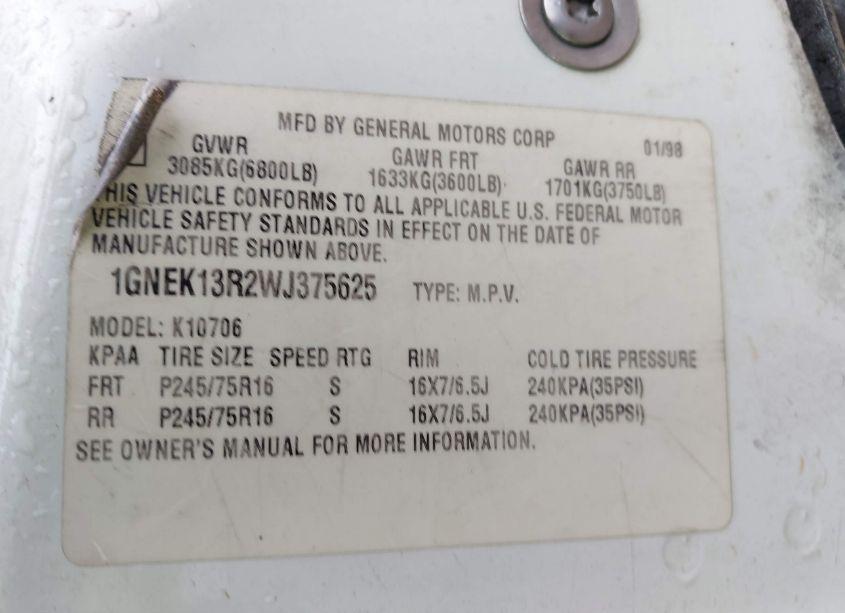 MFD BY GENERAL MOTORS CORP 01/98
GVWR GAWR FRT GAWR RR
3085KG(6800LB) 1633KG(3600LB) 1701KG(3750LB)
THIS VEHICLE CONFORMS TO ALL APPLICABLE U.S. FEDERAL MOTOR
VEHICLE SAFETY STANDARDS IN EFFECT ON THE DATE OF
MANUFACTURE SHOWN ABOVE.
1GNEK13R2WJ375625 TYPE: M.P.V.
MODEL: K10706
KPAA TIRE SIZE SPEED RTG RIM COLD TIRE PRESSURE
FRT P245/75R16 S 16X7/6.5J 240KPA(35PSI)
RR P245/75R16 S 16X7/6.5J 240KPA(35PSI)
SEE OWNER'S MANUAL FOR MORE INFORMATION.